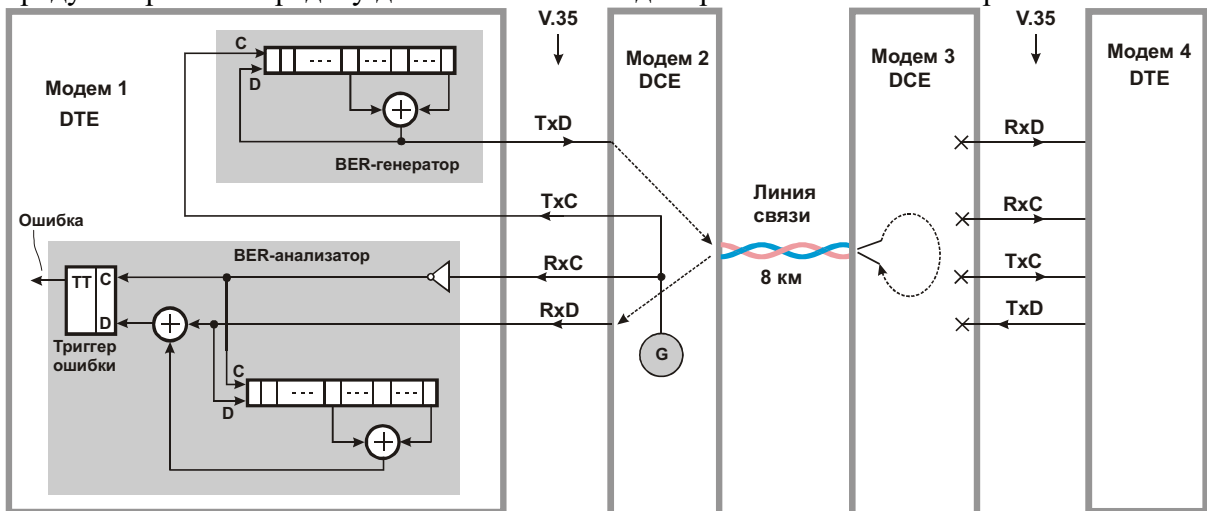 V.35
V.35
Модем 1
DTE
C
D
BER-генератор
Модем 2
DCE
Модем 3
DCE
Модем 4
DTE
TxD
RxD
TxC
Линия
связи
RxC
Ошибка
BER-анализатор
RxC
8 км
TxC
TT
C
D
RxD
TxD
Триггер
ошибки
G
C
D